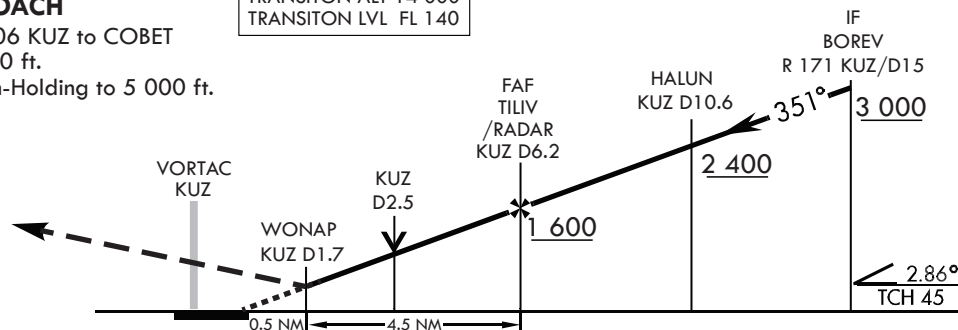 OACH
06 KUZ to COBET
0 ft.
-Holding to 5 000 ft.
TRANSITON LVL FL 140
IF
BOREV
R 171 KUZ/D15
3 000
351°
HALUN
KUZ D10.6
2 400
FAF
TILIV
/RADAR
KUZ D6.2
1 600
KUZ
D2.5
VORTAC
KUZ
WONAP
KUZ D1.7
2.86°
TCH 45
0.5 NM
4.5 NM